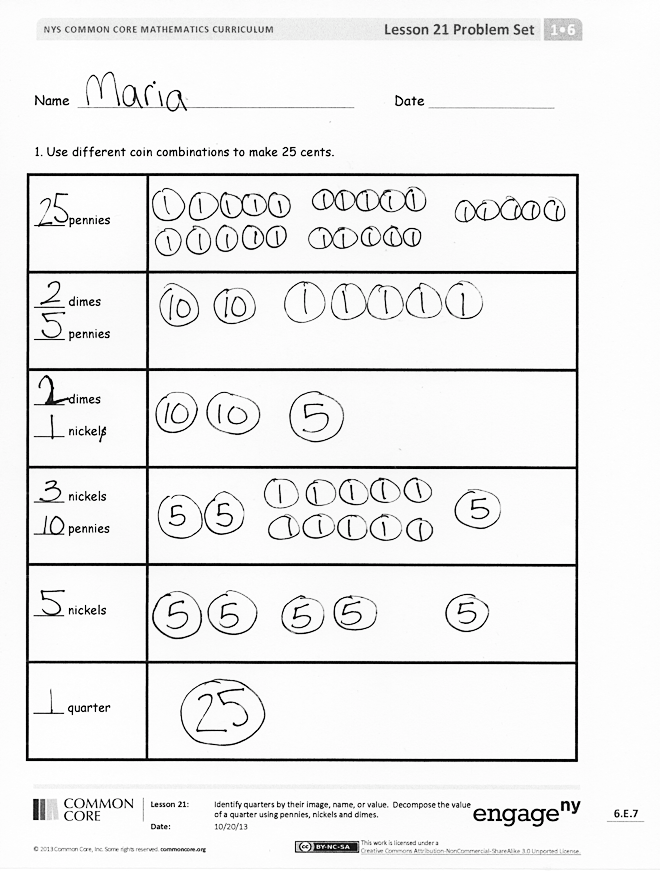 NYS COMMON CORE MATHEMATICS CURRICULUM Lesson 21 Problem Set 1•6
Name Maria Date
1. Use different coin combinations to make 25 cents.
25 pennies
1 1 1 1 1 1 1 1 1 1 1 1 1 1 1
1 1 1 1 1 1 1 1 1 1
2 dimes
5 pennies
10 10 1 1 1 1 1
2 dimes
1 nickels
10 10 5
3 nickels
10 pennies
5 5 1 1 1 1 1 5
1 1 1 1 1
5 nickels
5 5 5 5 5
1 quarter
25
COMMON CORE
Lesson 21: Identify quarters by their image, name, or value. Decompose the value
of a quarter using pennies, nickels and dimes.
Date: 10/20/13
engage ny
6.E.7
© 2013 Common Core, Inc. Some rights reserved. commoncore.org
cc BY-NC-SA
This work is licensed under a
Creative Commons Attribution-NonCommercial-ShareAlike 3.0 Unported License.